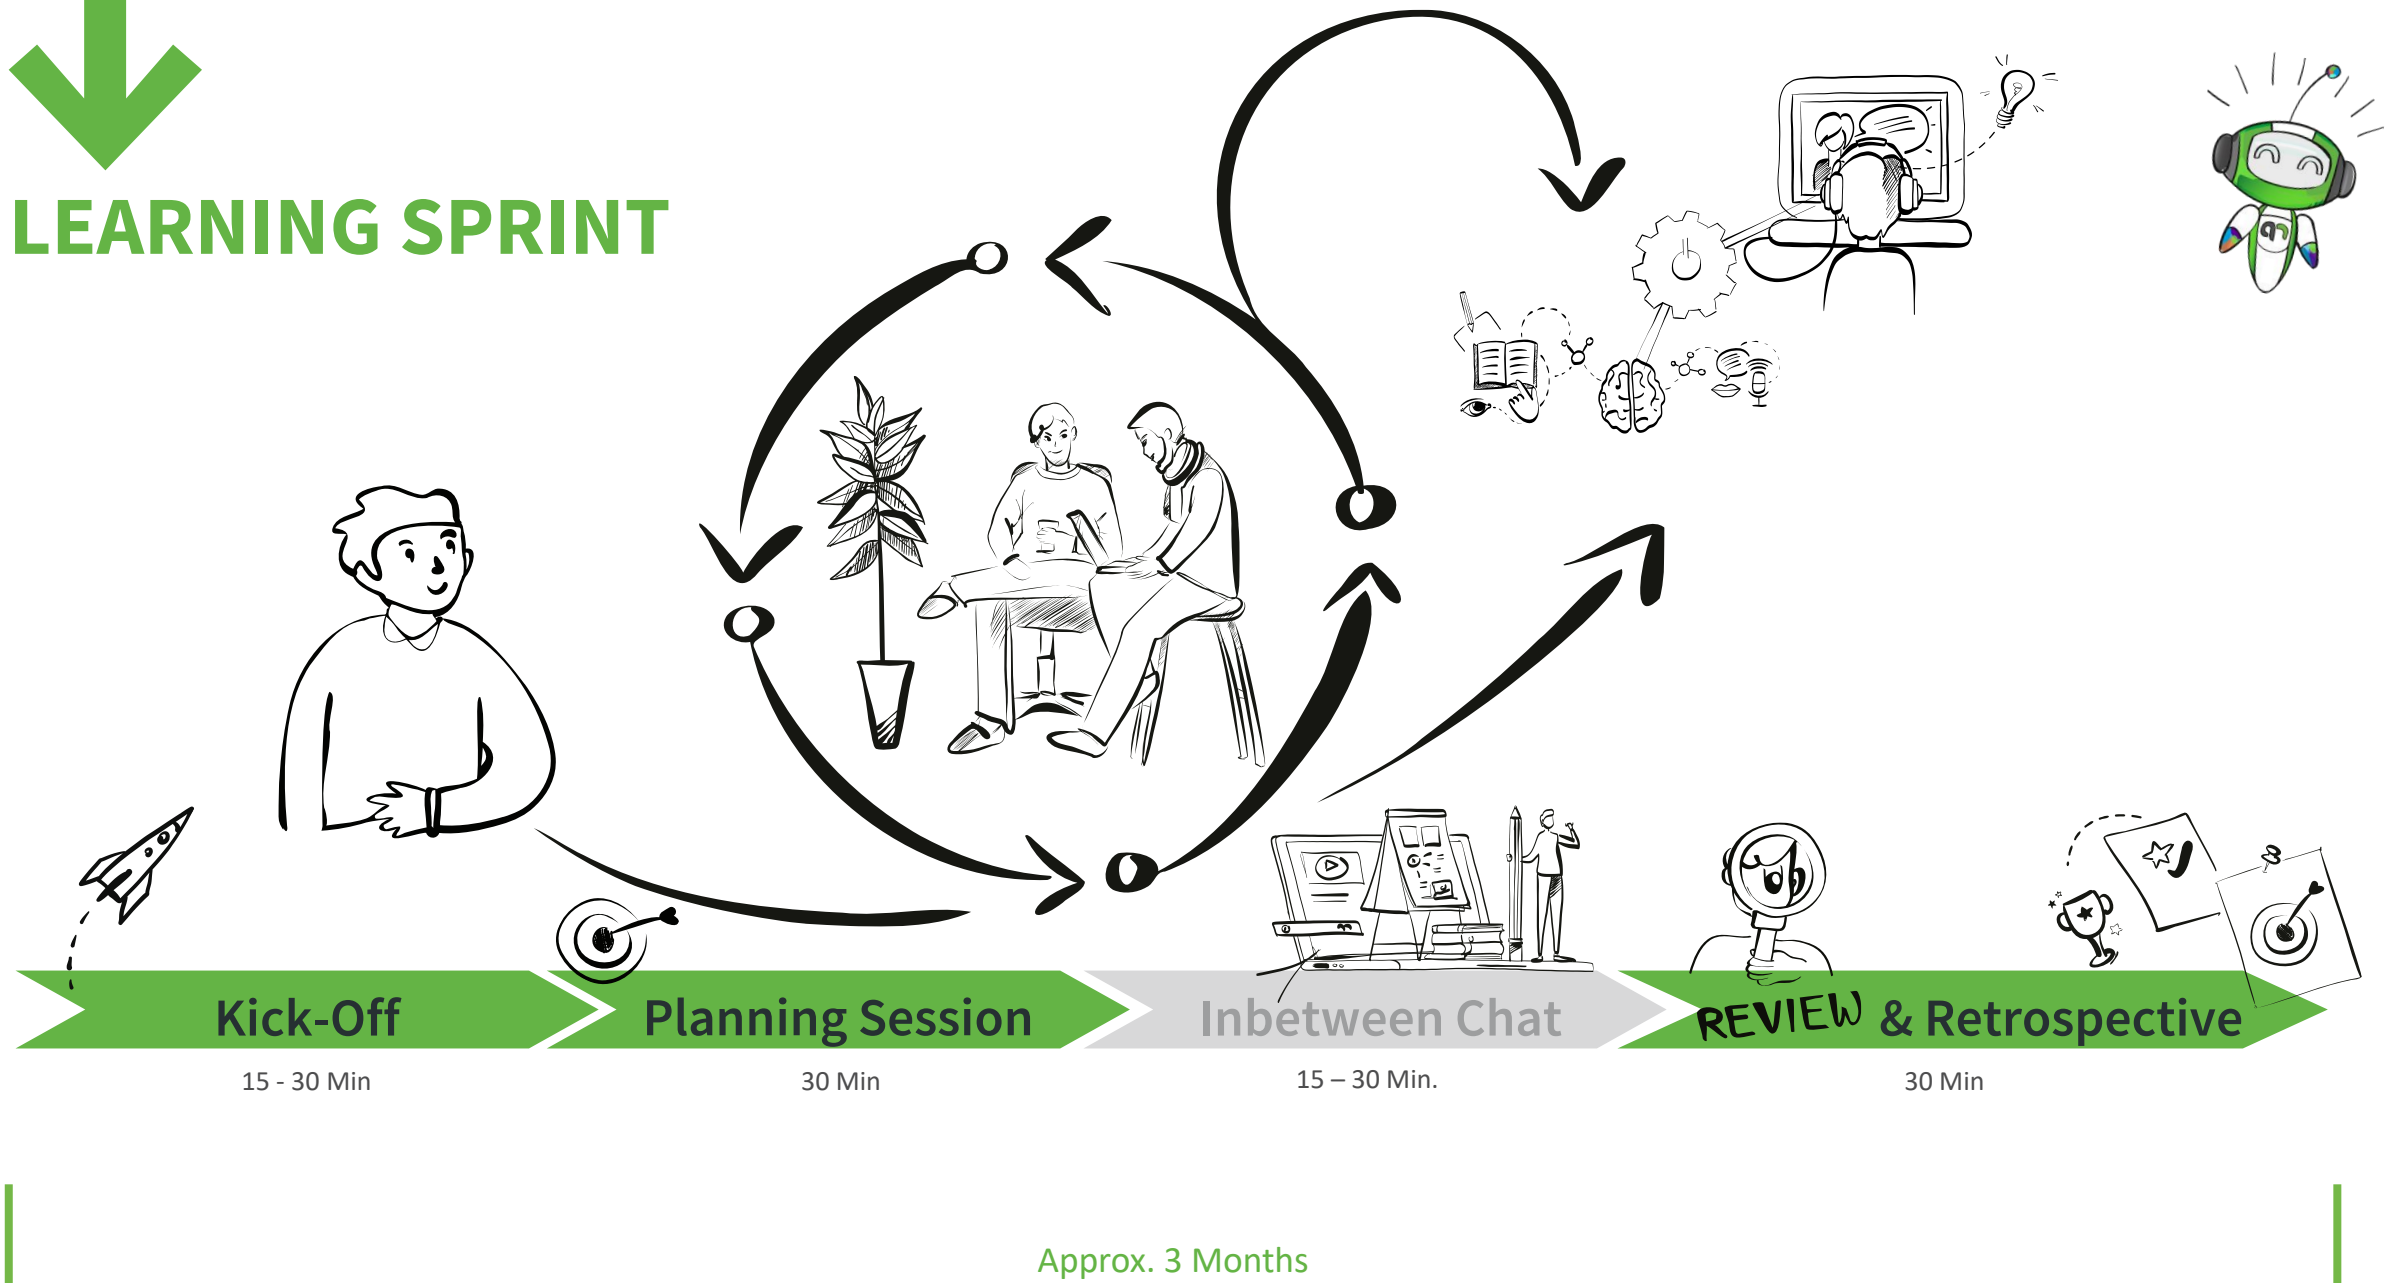 LEARNING SPRINT
Kick-Off
Planning Session
Inbetween Chat
REVIEW & Retrospective
15 - 30 Min
30 Min
15 – 30 Min.
30 Min
Approx. 3 Months